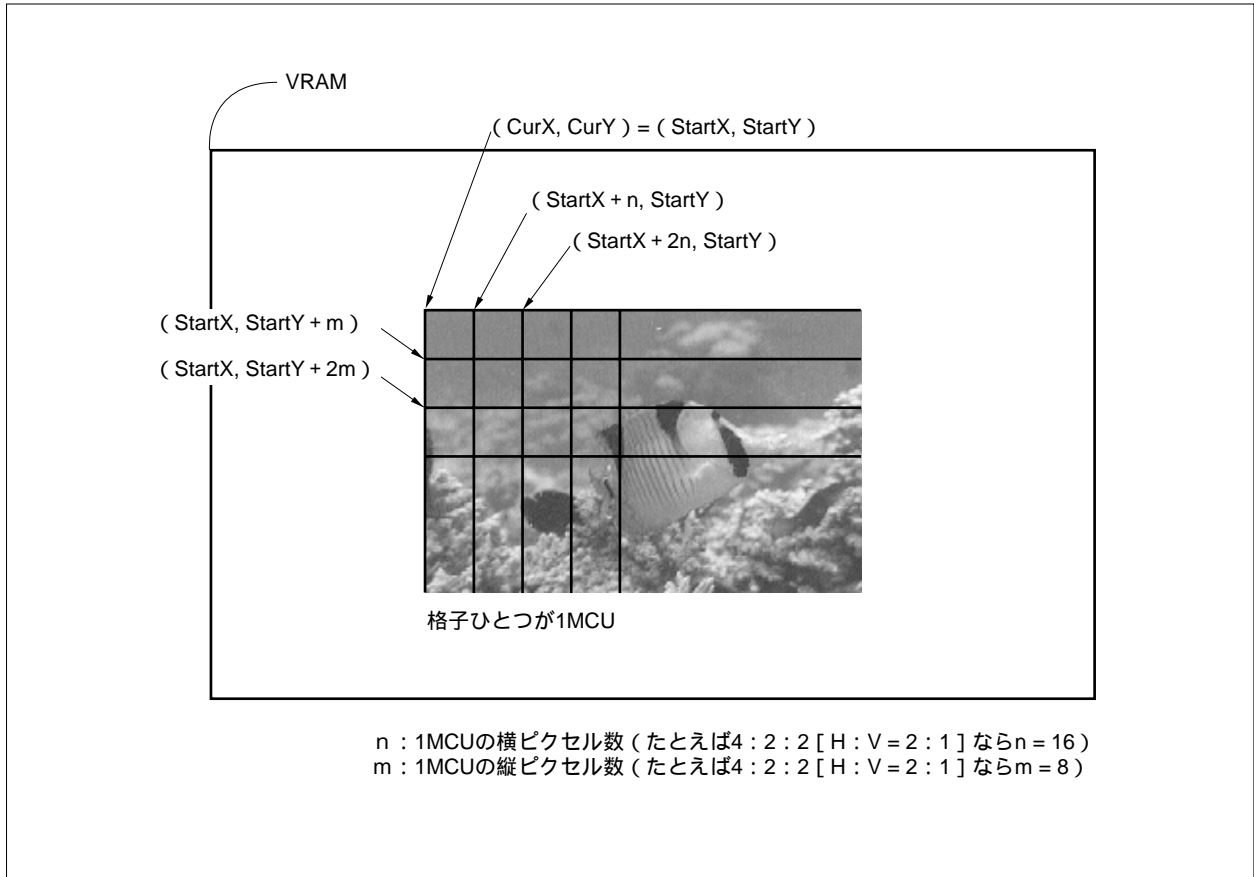 VRAM
( CurX, CurY ) = ( StartX, StartY )
( StartX + n, StartY )
( StartX + 2n, StartY )
( StartX, StartY + m )
( StartX, StartY + 2m )
格子ひとつが1MCU
n : 1MCUの横ピクセル数 ( たとえば4 : 2 : 2 [ H : V = 2 : 1 ] ならn = 16 )
m : 1MCUの縦ピクセル数 ( たとえば4 : 2 : 2 [ H : V = 2 : 1 ] ならm = 8 )